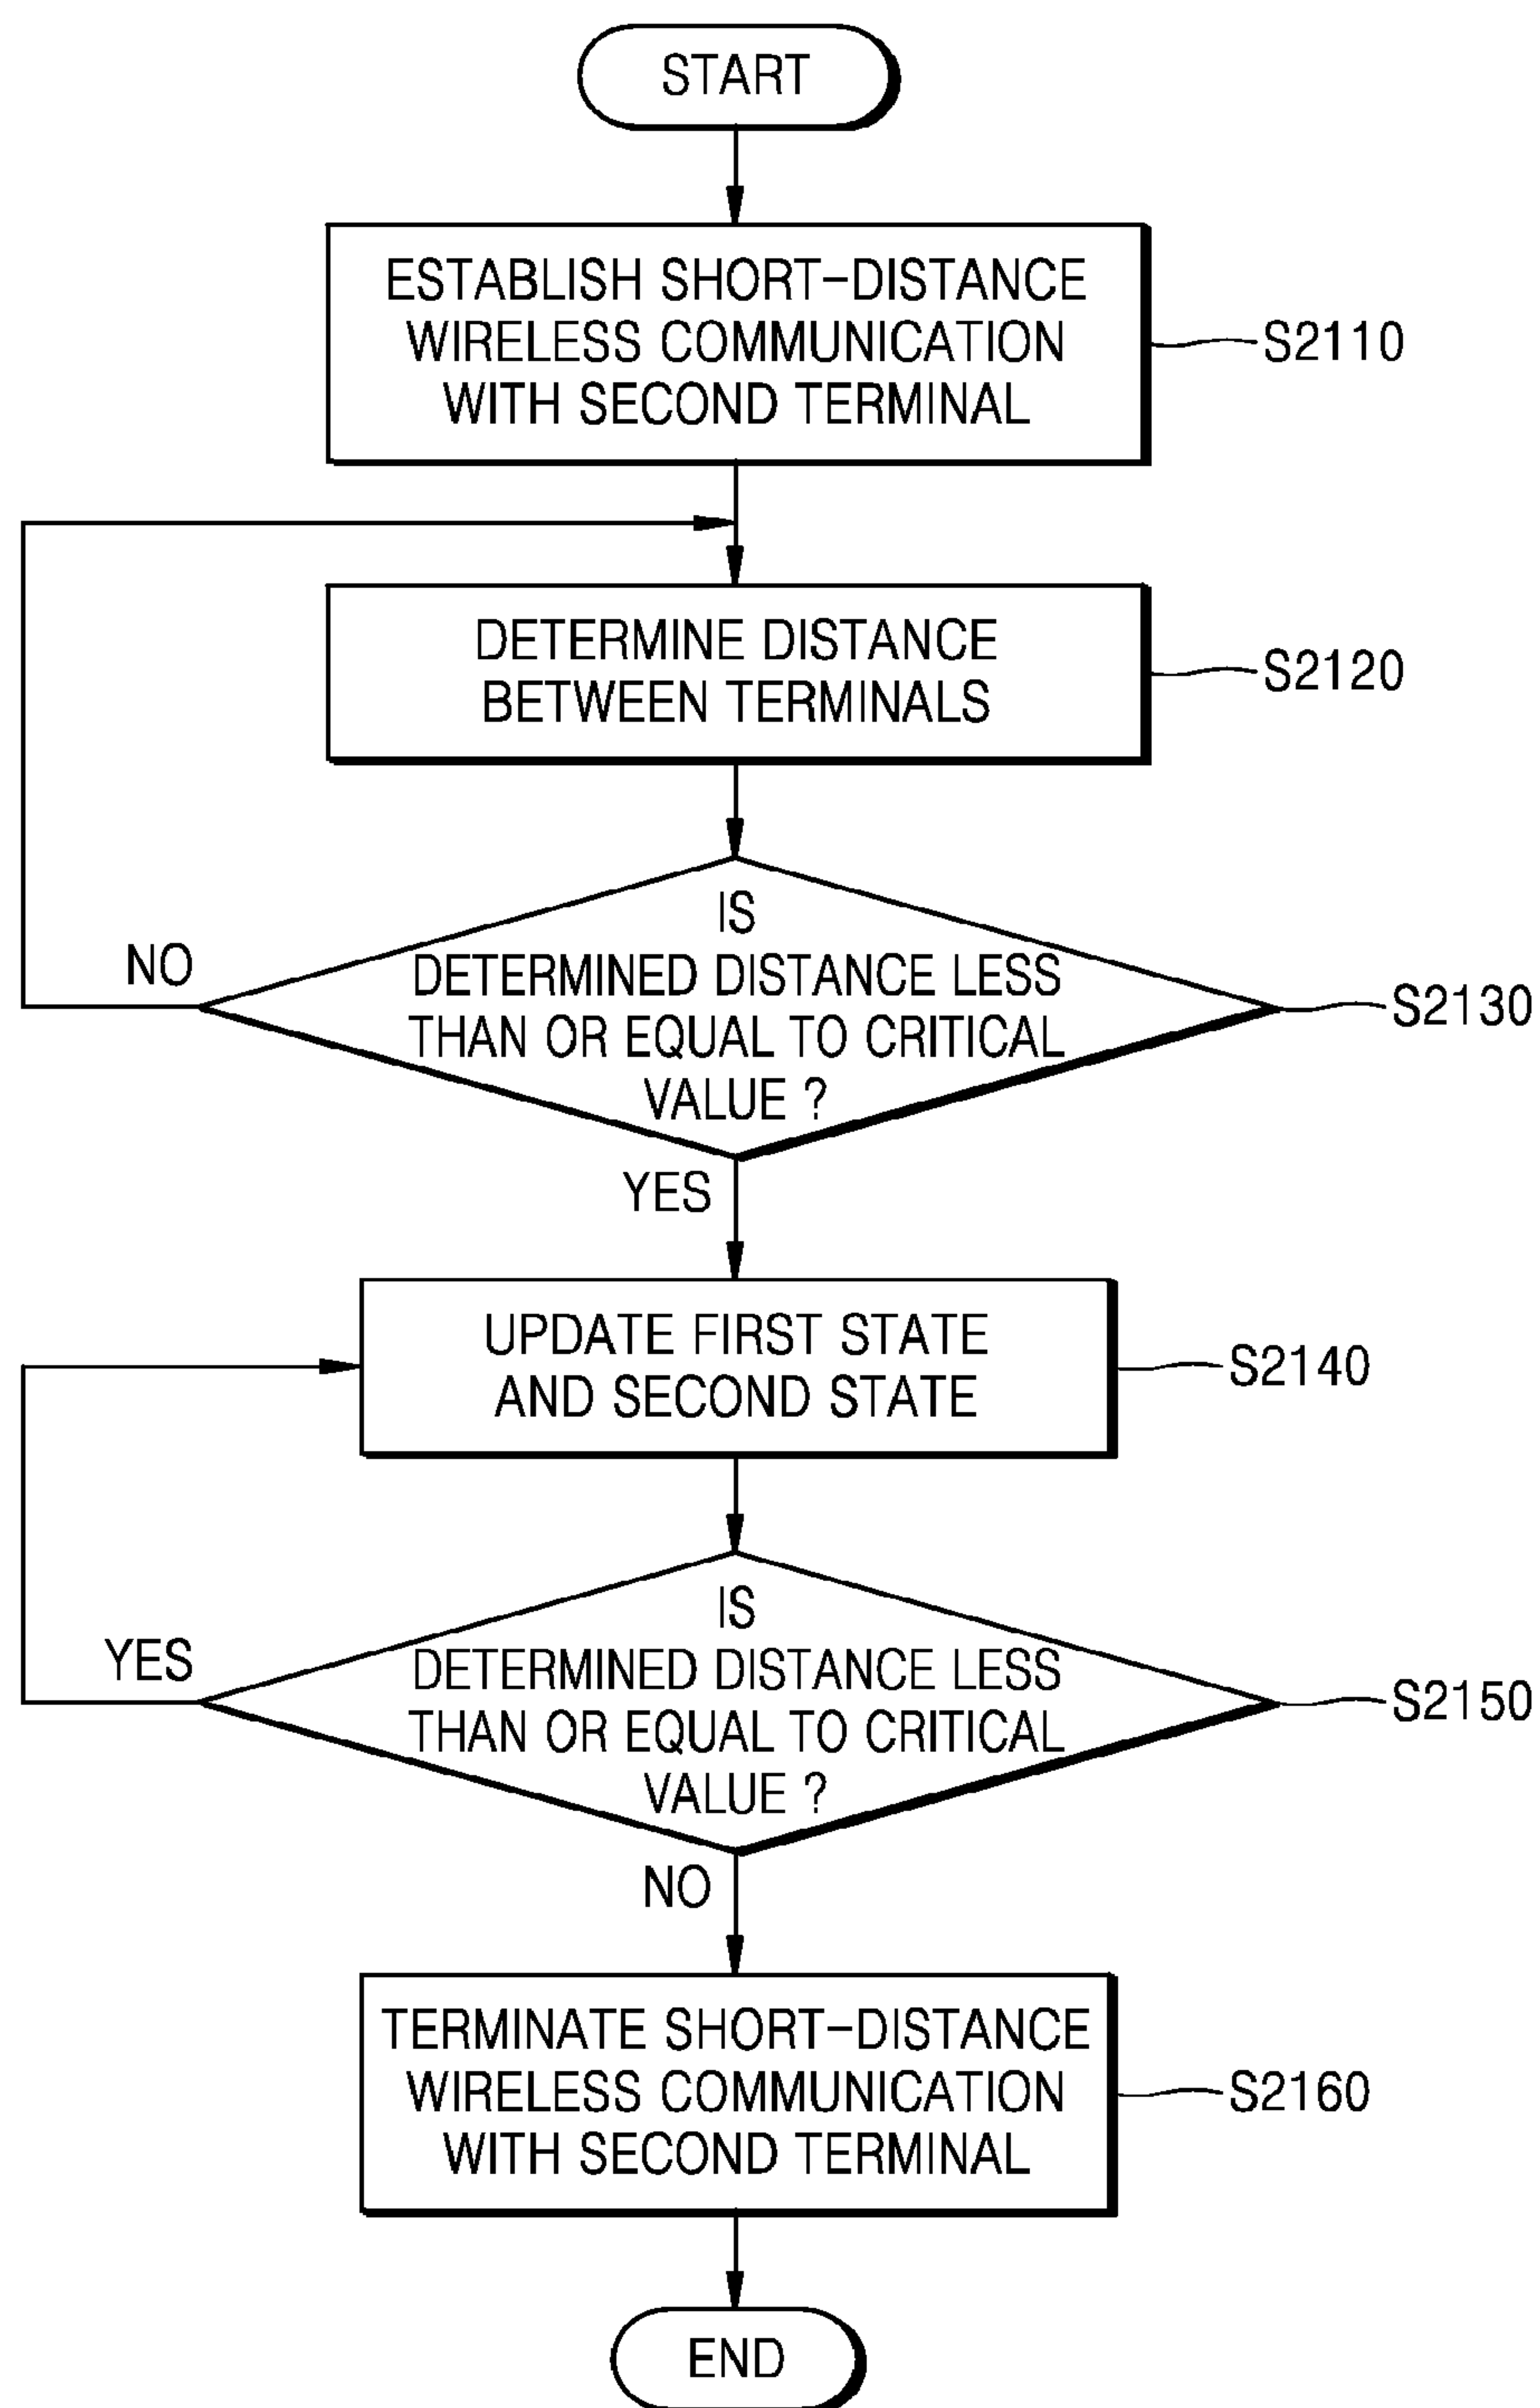 START
ESTABLISH SHORT-DISTANCE
WIRELESS COMMUNICATION
WITH SECOND TERMINAL
S2110
DETERMINE DISTANCE
BETWEEN TERMINALS
S2120
IS
DETERMINED DISTANCE LESS
THAN OR EQUAL TO CRITICAL
VALUE ?
NO
S2130
YES
UPDATE FIRST STATE
AND SECOND STATE
S2140
IS
DETERMINED DISTANCE LESS
THAN OR EQUAL TO CRITICAL
VALUE ?
YES
S2150
NO
TERMINATE SHORT-DISTANCE
WIRELESS COMMUNICATION
WITH SECOND TERMINAL
S2160
END